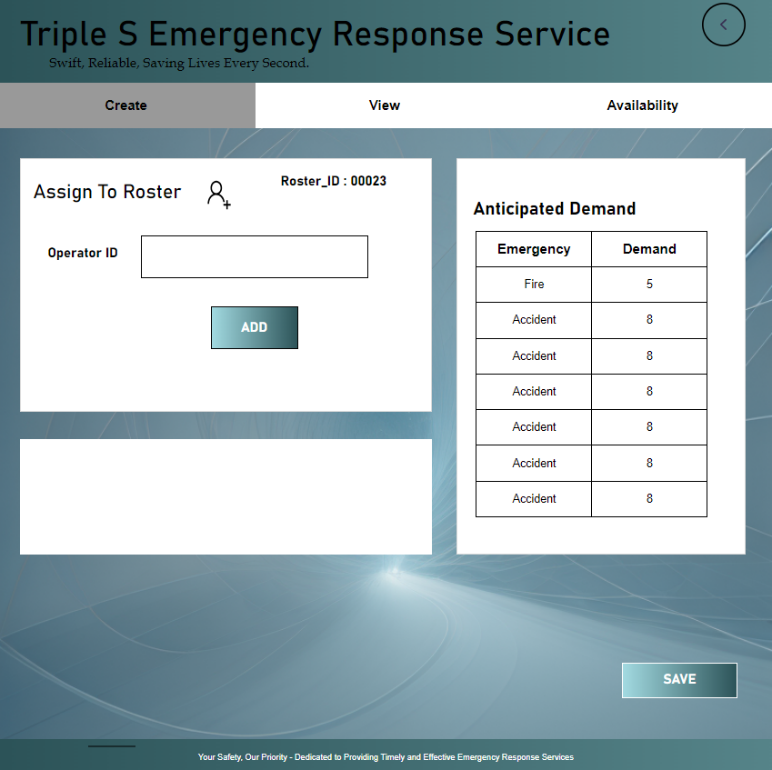 Triple S Emergency Response Service
Swift, Reliable, Saving Lives Every Second.
Create View Availability
Assign To Roster
Roster_ID : 00023
Operator ID
ADD
Anticipated Demand
Emergency Demand
Fire 5
Accident 8
Accident 8
Accident 8
Accident 8
Accident 8
Accident 8
SAVE
Your Safety, Our Priority - Dedicated to Providing Timely and Effective Emergency Response Services